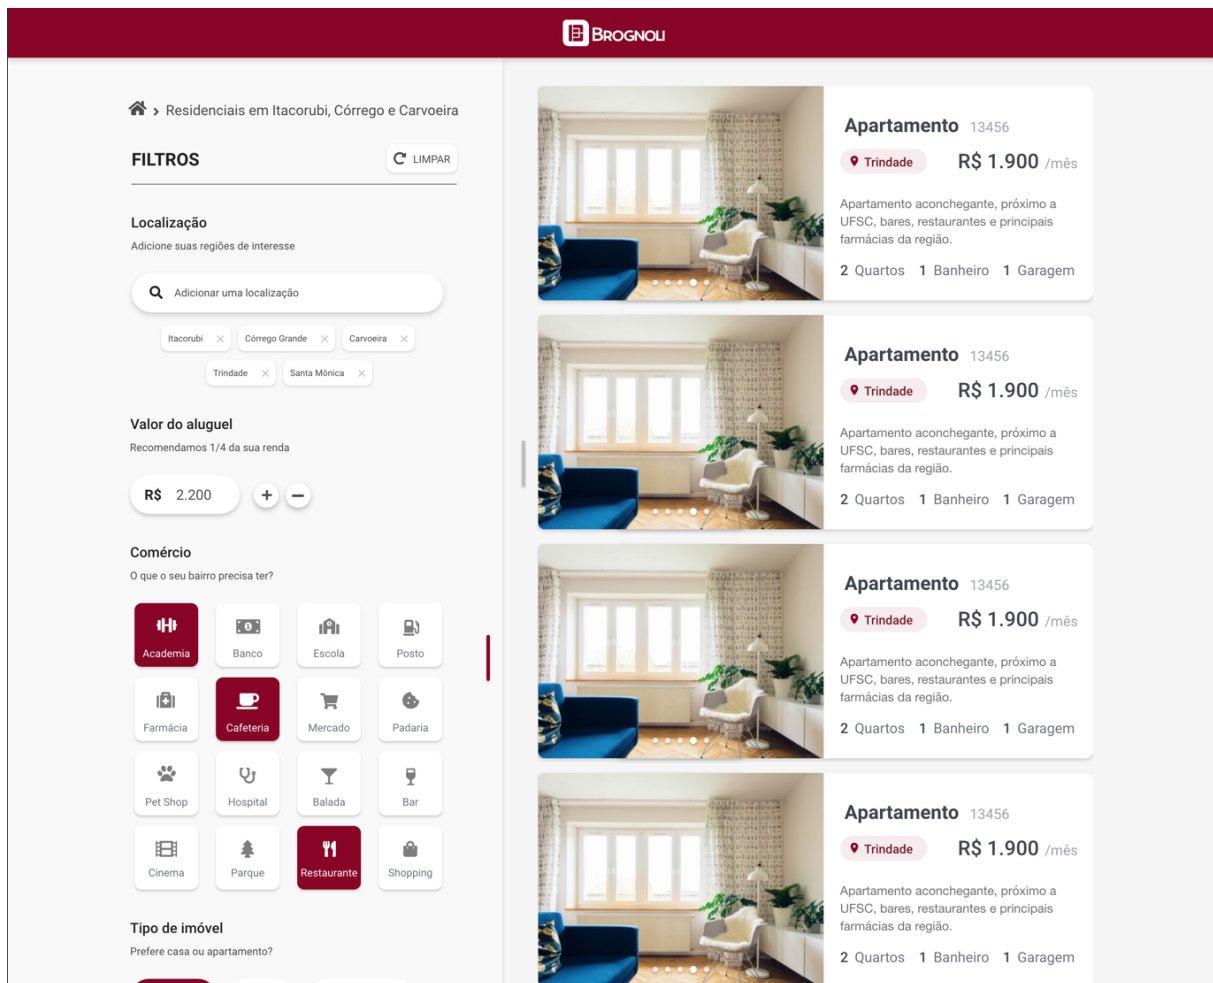 BROGNOLI
Residenciais em Itacorubi, Córrego e Carvoeira
FILTROS
LIMPAR
Localização
Adicione suas regiões de interesse
Adicionar uma localização
Itacorubi
Córrego Grande
Carvoeira
Trindade
Santa Mônica
Valor do aluguel
Recomendamos 1/4 da sua renda
R$ 2.200
Comércio
O que o seu bairro precisa ter?
Academia
Banco
Escola
Posto
Farmácia
Cafeteria
Mercado
Padaria
Pet Shop
Hospital
Balada
Bar
Cinema
Parque
Restaurante
Shopping
Tipo de imóvel
Prefere casa ou apartamento?
Apartamento 13456
Trindade
R$ 1.900 /mês
Apartamento aconchegante, próximo a
UFSC, bares, restaurantes e principais
farmácias da região.
2 Quartos 1 Banheiro 1 Garagem
Apartamento 13456
Trindade
R$ 1.900 /mês
Apartamento aconchegante, próximo a
UFSC, bares, restaurantes e principais
farmácias da região.
2 Quartos 1 Banheiro 1 Garagem
Apartamento 13456
Trindade
R$ 1.900 /mês
Apartamento aconchegante, próximo a
UFSC, bares, restaurantes e principais
farmácias da região.
2 Quartos 1 Banheiro 1 Garagem
Apartamento 13456
Trindade
R$ 1.900 /mês
Apartamento aconchegante, próximo a
UFSC, bares, restaurantes e principais
farmácias da região.
2 Quartos 1 Banheiro 1 Garagem